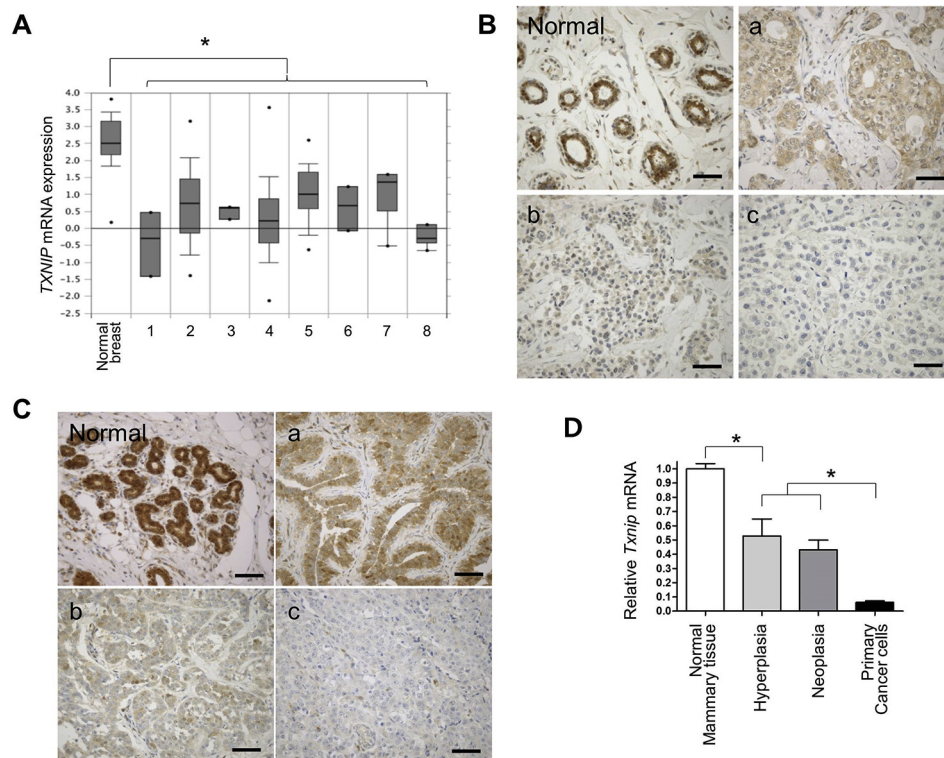 A
*
TXNIP mRNA expression
4.0
3.5
3.0
2.5
2.0
1.5
1.0
0.5
0.0
-0.5
-1.0
-1.5
-2.0
-2.5
Normal
breast
1 2 3 4 5 6 7 8
B
Normal
a
b
c
C
Normal
a
b
c
D
*
*
Relative Txnip mRNA
1.0
0.9
0.8
0.7
0.6
0.5
0.4
0.3
0.2
0.1
0.0
Normal
Mammary tissue
Hyperplasia
Neoplasia
Primary
Cancer cells